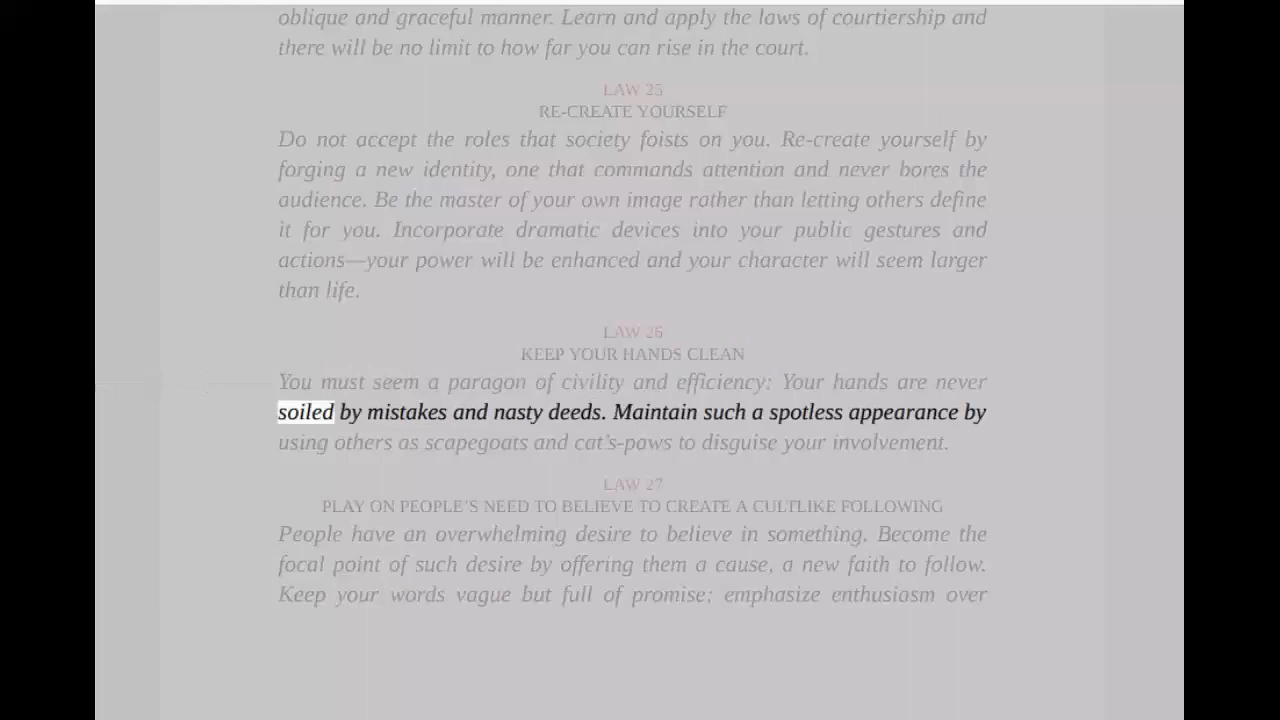 oblique and graceful manner. Learn and apply the laws of courtiership and
there will be no limit to how far you can rise in the court.
LAW 25
RE-CREATE YOURSELF
Do not accept the roles that society foists on you. Re-create yourself by
forging a new identity, one that commands attention and never bores the
audience. Be the master of your own image rather than letting others define
it for you. Incorporate dramatic devices into your public gestures and
actions—your power will be enhanced and your character will seem larger
than life.
LAW 26
KEEP YOUR HANDS CLEAN
You must seem a paragon of civility and efficiency: Your hands are never
soiled by mistakes and nasty deeds. Maintain such a spotless appearance by
using others as scapegoats and cat’s-paws to disguise your involvement.
LAW 27
PLAY ON PEOPLE’S NEED TO BELIEVE TO CREATE A CULTLIKE FOLLOWING
People have an overwhelming desire to believe in something. Become the
focal point of such desire by offering them a cause, a new faith to follow.
Keep your words vague but full of promise; emphasize enthusiasm over